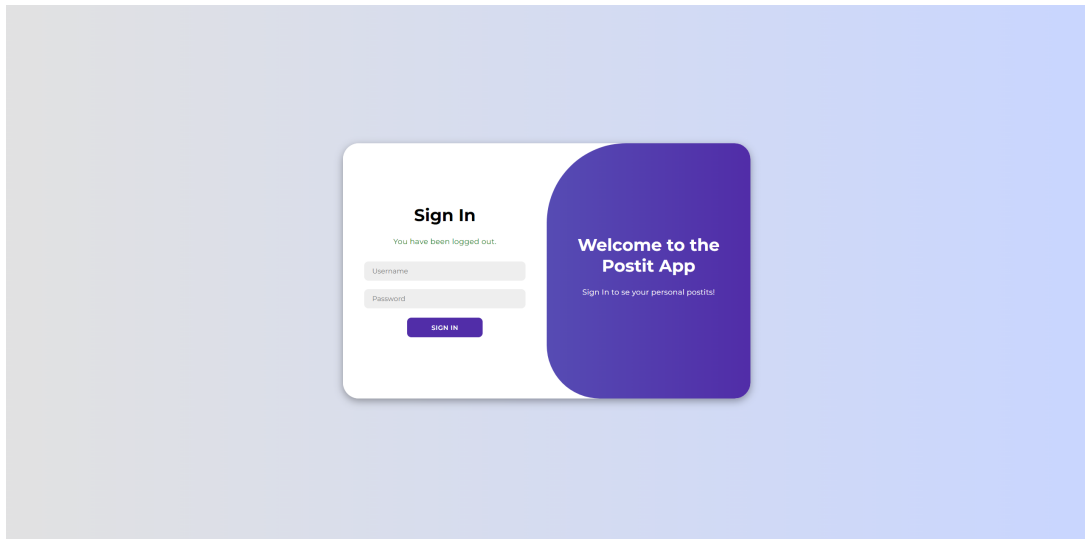 Sign In
You have been logged out.
Username
Password
SIGN IN
Welcome to the
Postit App
Sign In to se your personal postits!